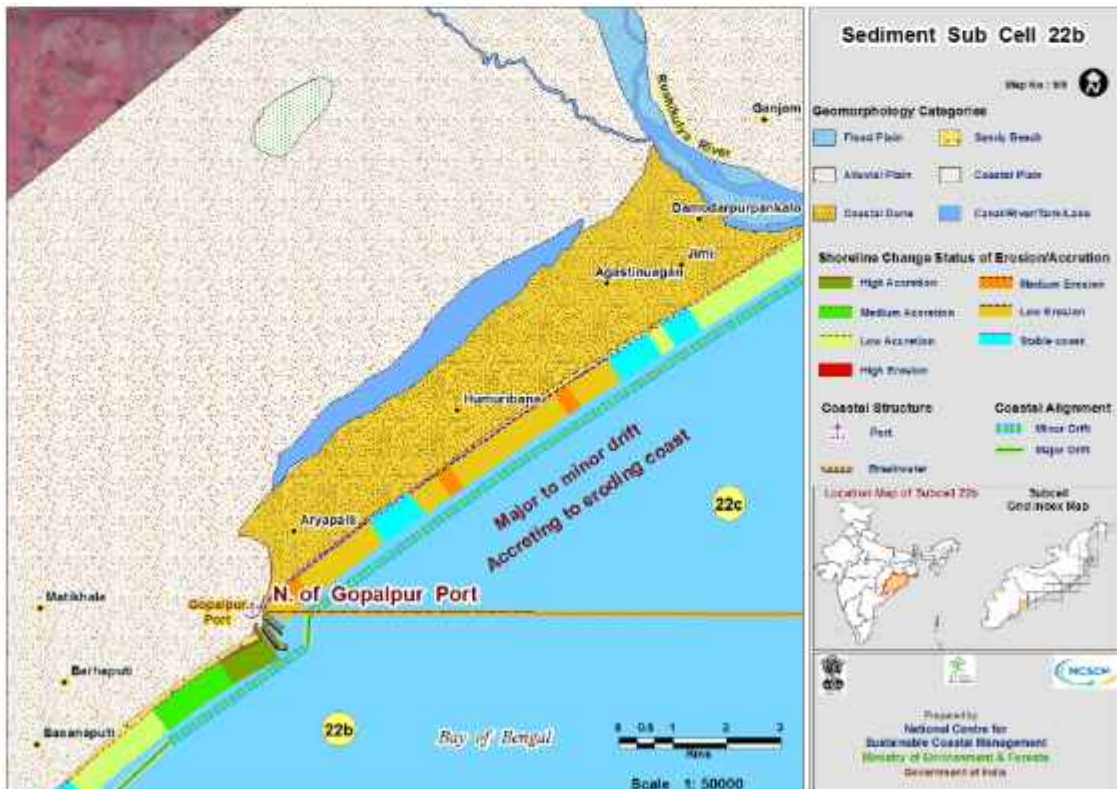 Sediment Sub Cell 22b
Geomorphology Categories
Flood Plain
Sandy Beach
Alluvial Plain
Coastal Plain
Coastal Dune
Canal/River/Tank/Lake
Shoreline Change Status of Erosion/Accretion
High Accretion
Medium Erosion
Medium Accretion
Low Erosion
Low Accretion
Stable coast
High Erosion
Coastal Structure
Coastal Alignment
Port
Minor Drift
Major Drift
Breakwater
Location Map of Subcell 22b
Subcell
Grid Index Map
NCSCM
Prepared by
National Centre for
Sustainable Coastal Management
Ministry of Environment & Forests
Government of India
Rushikulya River
Ganjam
Damodarpurpankalo
Jimi
Agastinuagan
Humuribana
Aryapalli
Major to minor drift
Accreting to eroding coast
22c
Matikhale
Gopalpur
Port
N. of Gopalpur Port
Barhaputi
Basanaputi
22b
Bay of Bengal
0 0.5 1 2 3
Kms
Scale 1: 50000